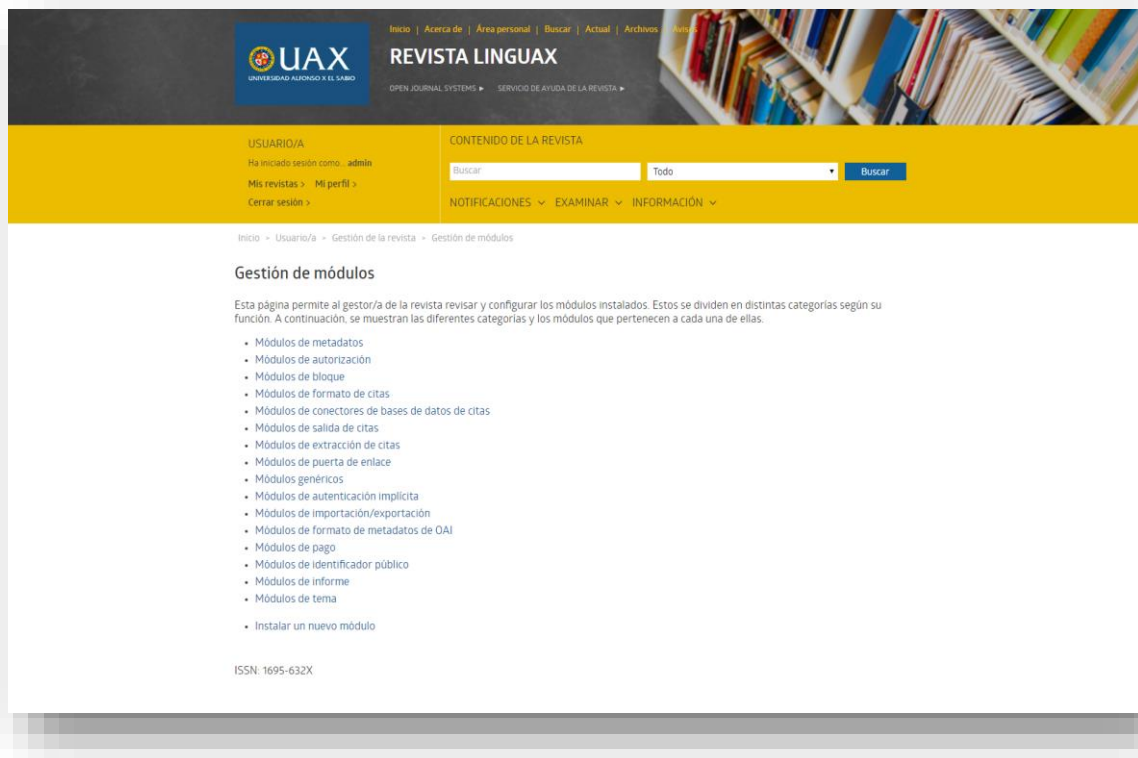 Inicio | Acerca de | Área personal | Buscar | Actual | Archivos | Avisos
UAX
UNIVERSIDAD ALFONSO X EL SABIO
REVISTA LINGUAX
OPEN JOURNAL SYSTEMS ▸ SERVICIO DE AYUDA DE LA REVISTA ▸
USUARIO/A
Ha iniciado sesión como... admin
Mis revistas > Mi perfil >
Cerrar sesión >
CONTENIDO DE LA REVISTA
Buscar Todo Buscar
NOTIFICACIONES EXAMINAR INFORMACIÓN
Inicio » Usuario/a » Gestión de la revista » Gestión de módulos
Gestión de módulos
Esta página permite al gestor/a de la revista revisar y configurar los módulos instalados. Estos se dividen en distintas categorías según su
función. A continuación, se muestran las diferentes categorías y los módulos que pertenecen a cada una de ellas.
• Módulos de metadatos
• Módulos de autorización
• Módulos de bloque
• Módulos de formato de citas
• Módulos de conectores de bases de datos de citas
• Módulos de salida de citas
• Módulos de extracción de citas
• Módulos de puerta de enlace
• Módulos genéricos
• Módulos de autenticación implícita
• Módulos de importación/exportación
• Módulos de formato de metadatos de OAI
• Módulos de pago
• Módulos de identificador público
• Módulos de informe
• Módulos de tema
• Instalar un nuevo módulo
ISSN: 1695-632X